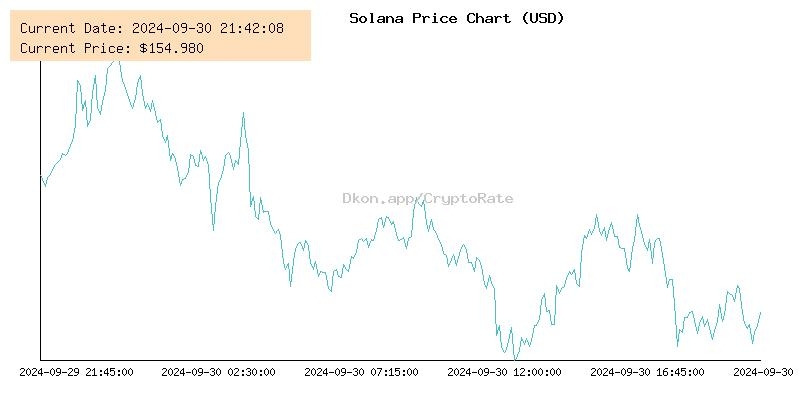 Solana Price Chart (USD)
Current Date: 2024-09-30 21:42:08
Current Price: $154.980
Dkon.app/CryptoRate
2024-09-29 21:45:00
2024-09-30 02:30:00
2024-09-30 07:15:00
2024-09-30 12:00:00
2024-09-30 16:45:00
2024-09-30